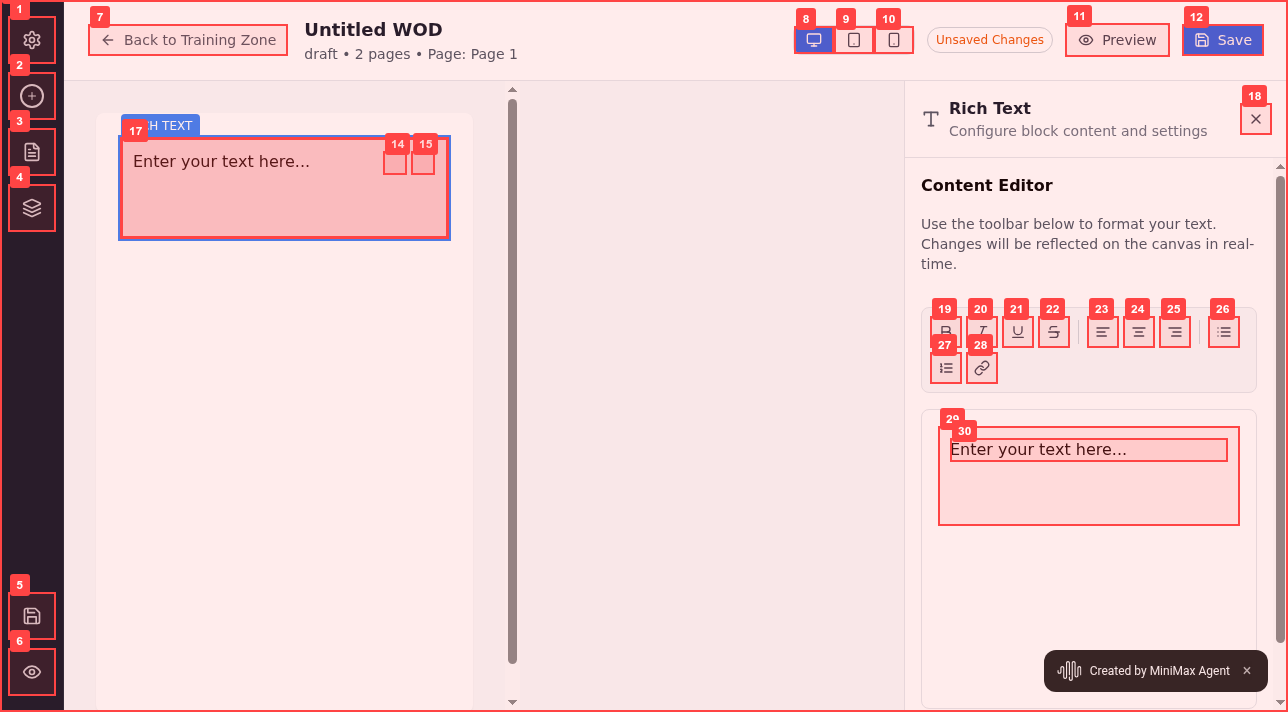 1
7
Back to Training Zone
Untitled WOD
draft • 2 pages • Page: Page 1
8
9
10
Unsaved Changes
11
Preview
12
Save
2
3
4
5
6
17
CH TEXT
14
15
Enter your text here...
18
Rich Text
Configure block content and settings
Content Editor
Use the toolbar below to format your text.
Changes will be reflected on the canvas in real-
time.
19
20
21
22
23
24
25
26
27
28
29
30
Enter your text here...
Created by MiniMax Agent